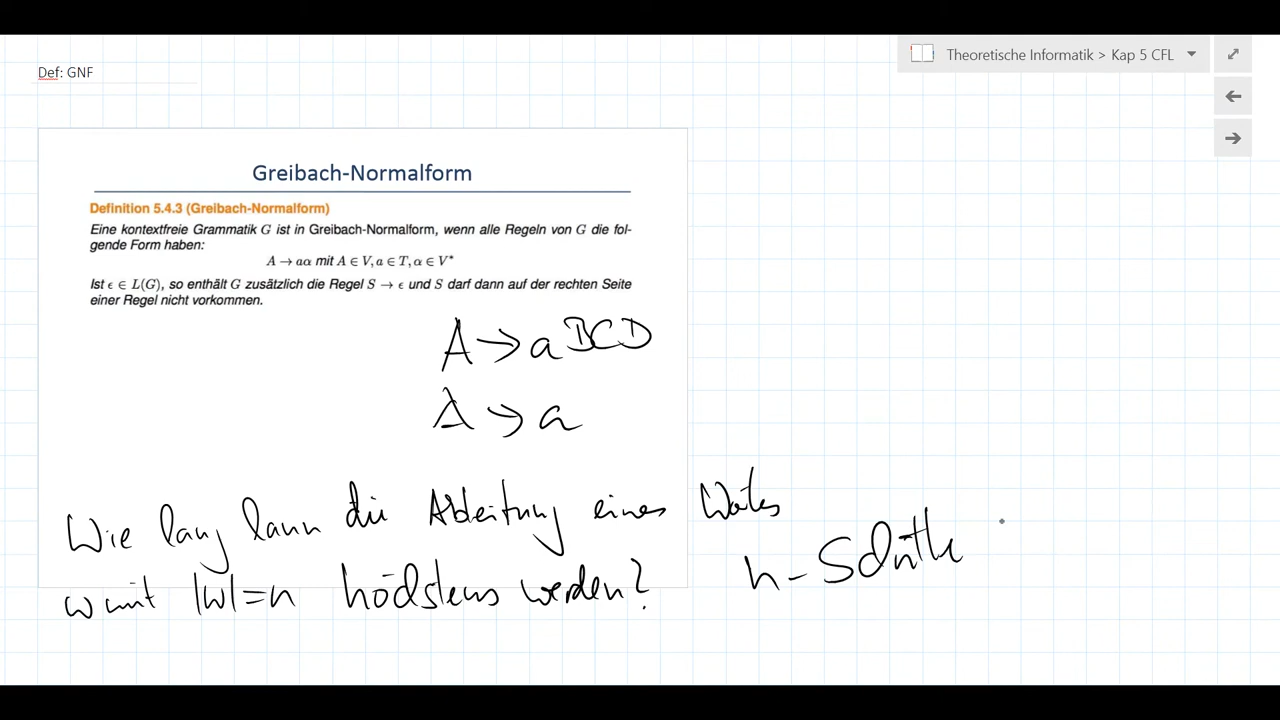 Theoretische Informatik > Kap 5 CFL
Def: GNF
Greibach-Normalform
Definition 5.4.3 (Greibach-Normalform)
Eine kontextfreie Grammatik G ist in Greibach-Normalform, wenn alle Regeln von G die fol-
gende Form haben:
A → aα mit A ∈ V, a ∈ T, α ∈ V*
Ist ϵ ∈ L(G), so enthält G zusätzlich die Regel S → ϵ und S darf dann auf der rechten Seite
einer Regel nicht vorkommen.
A → aBCD
A → a
Wie lang kann die Ableitung eines Wortes
w mit |w| = n höchstens werden?
n - Schritte